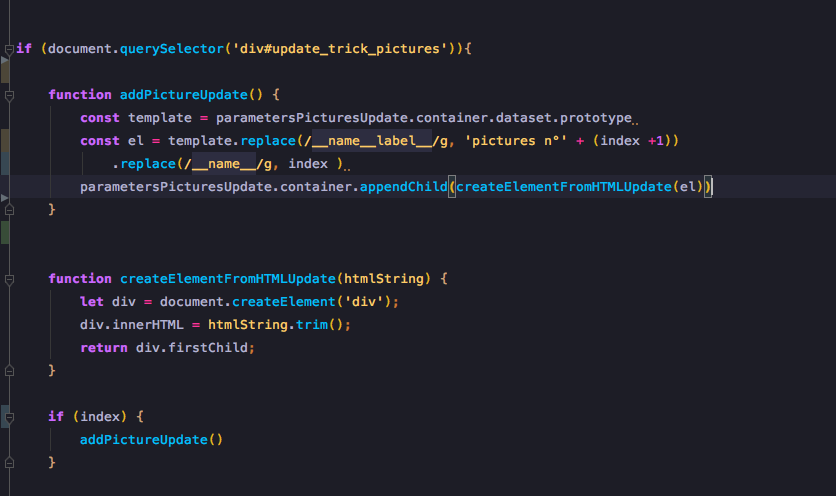 if (document.querySelector('div#update_trick_pictures')){
function addPictureUpdate() {
const template = parametersPicturesUpdate.container.dataset.prototype
const el = template.replace(/__name__label__/g, 'pictures n°' + (index +1))
.replace(/__name__/g, index )
parametersPicturesUpdate.container.appendChild(createElementFromHTMLUpdate(el))
}
function createElementFromHTMLUpdate(htmlString) {
let div = document.createElement('div');
div.innerHTML = htmlString.trim();
return div.firstChild;
}
if (index) {
addPictureUpdate()
}